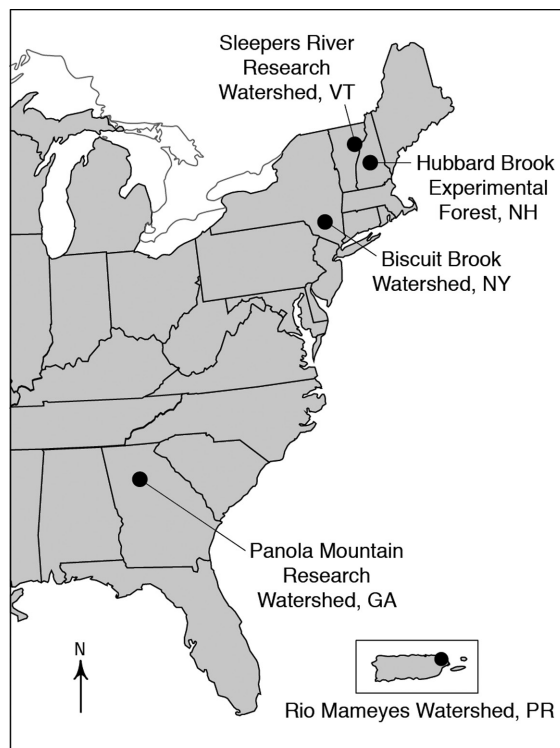 Sleepers River
Research
Watershed, VT
Hubbard Brook
Experimental
Forest, NH
Biscuit Brook
Watershed, NY
Panola Mountain
Research
Watershed, GA
N
Rio Mameyes Watershed, PR